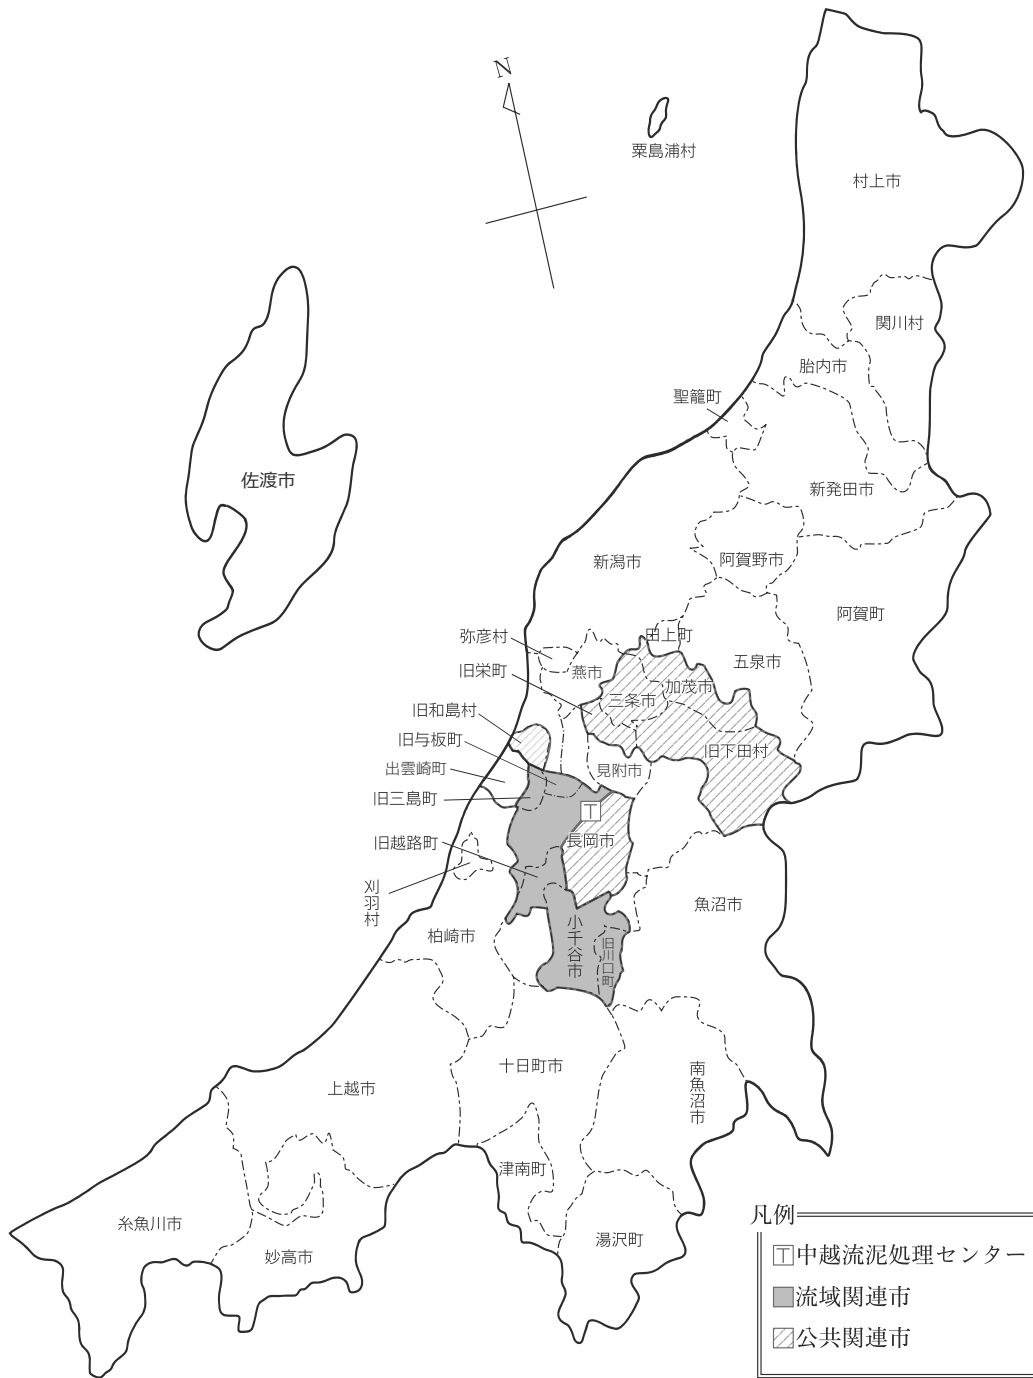 N
粟島浦村
村上市
関川村
胎内市
聖籠町
佐渡市
新発田市
新潟市
阿賀野市
阿賀町
弥彦村
田上町
五泉市
旧栄町
燕市
加茂市
三条市
旧和島村
旧与板町
旧下田村
出雲崎町
見附市
旧三島町
T
旧越路町
長岡市
刈羽村
魚沼市
柏崎市
小千谷市
旧川口町
十日町市
上越市
南魚沼市
津南町
糸魚川市
妙高市
湯沢町
凡例
T中越流泥処理センター
流域関連市
公共関連市